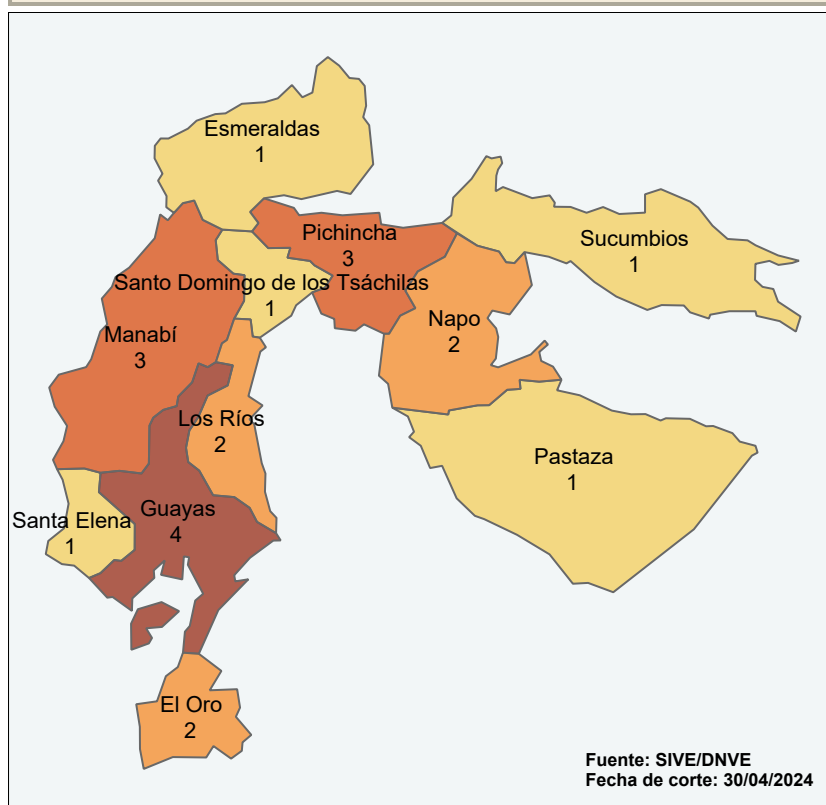 Esmeraldas
1
Pichincha
3
Sucumbios
1
Santo Domingo de los Tsáchilas
1
Napo
2
Manabí
3
Los Ríos
2
Pastaza
1
Guayas
4
Santa Elena
1
El Oro
2
Fuente: SIVE/DNVE
Fecha de corte: 30/04/2024